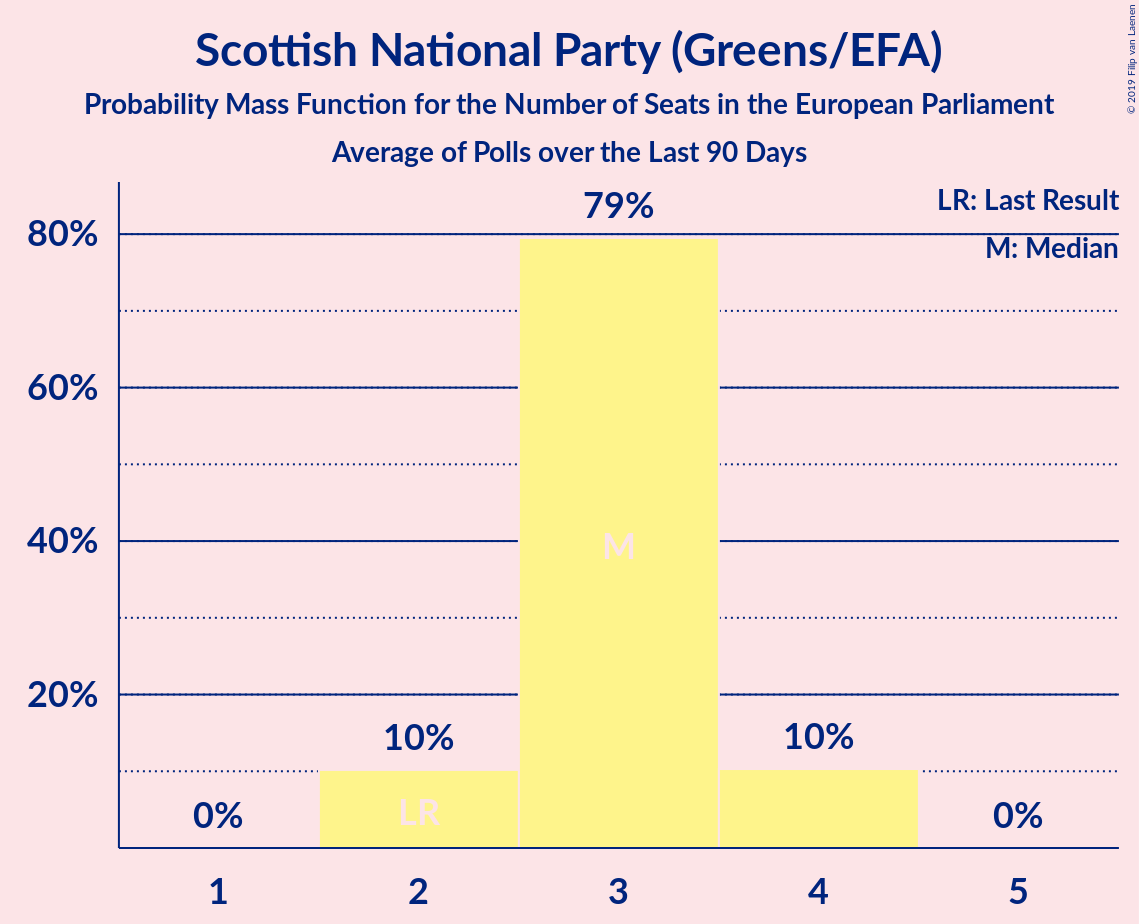 Scottish National Party (Greens/EFA)
Probability Mass Function for the Number of Seats in the European Parliament
Average of Polls over the Last 90 Days
© 2019 Filip van Laenen
LR: Last Result
M: Median
80%
60%
40%
20%
0%
10%
79%
10%
0%
LR
M
1
2
3
4
5